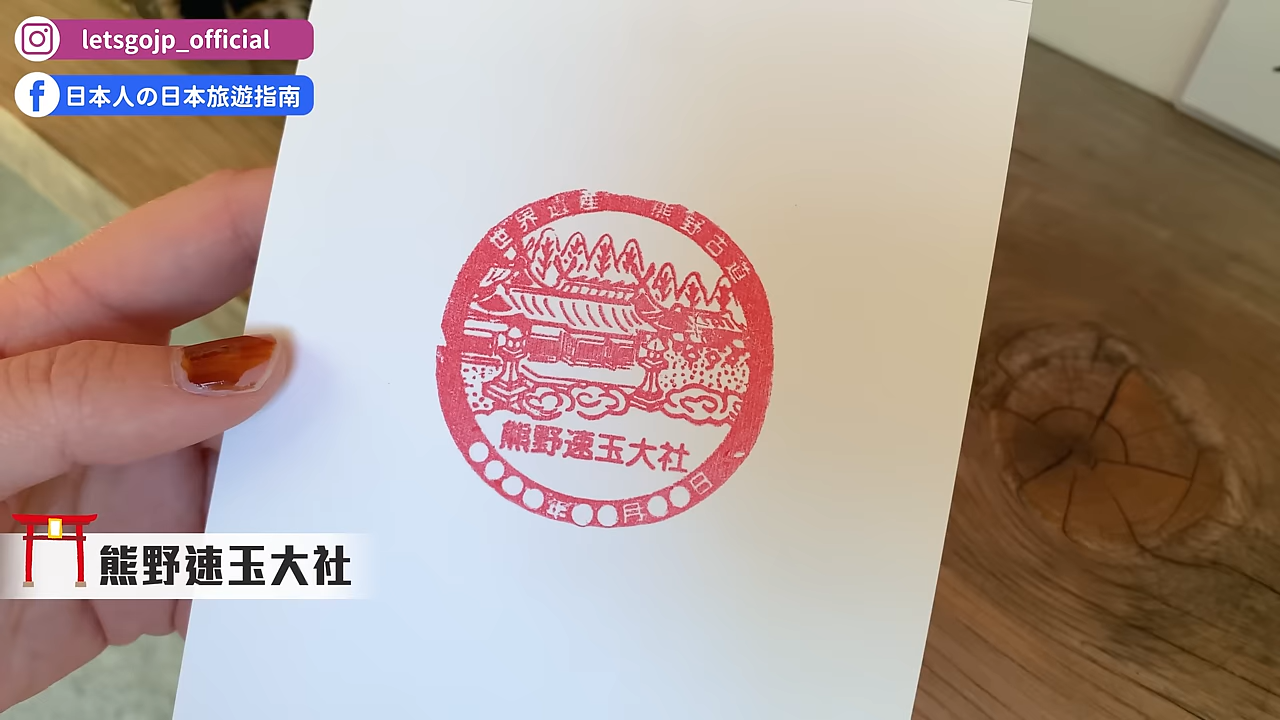 letsgojp_official
日本人の日本旅遊指南
世界遺産 熊野古道
熊野速玉大社
年 月 日
熊野速玉大社